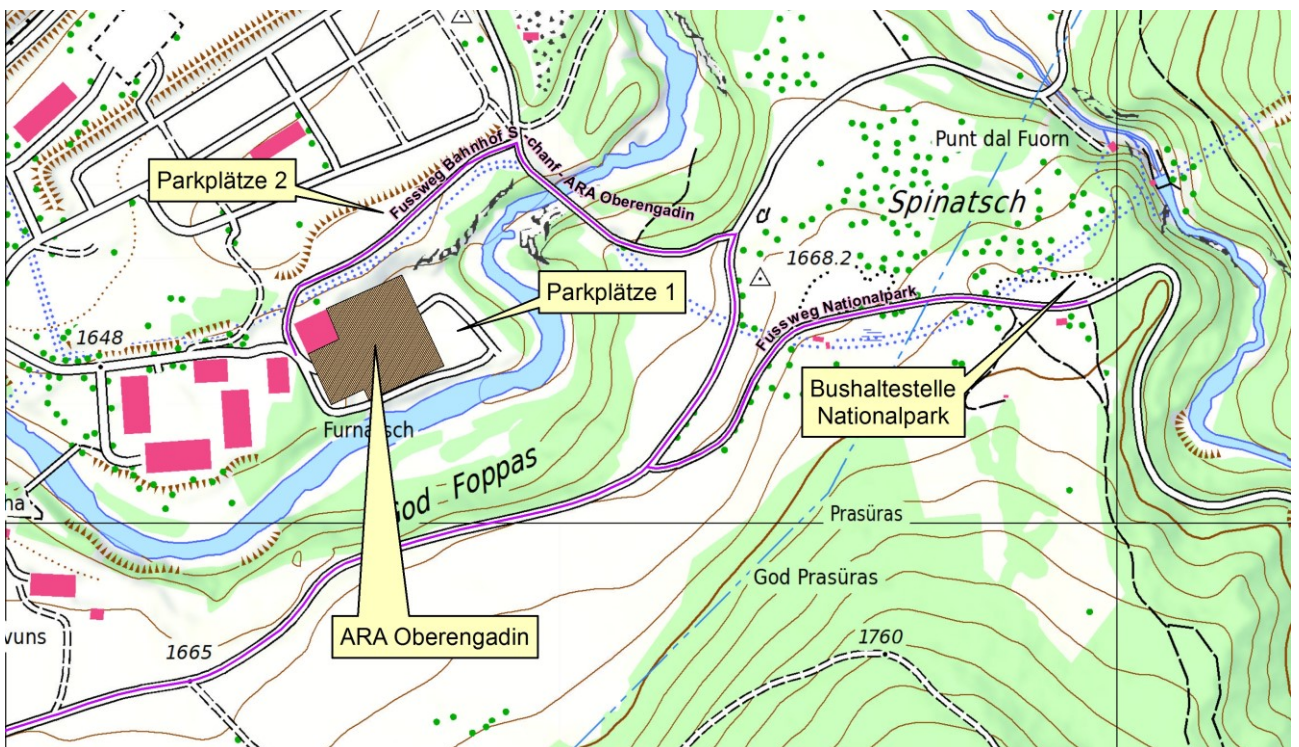 Punt dal Fuorn
Parkplätze 2
Fussweg Bahnhof S-chanf - ARA Oberengadin
Spinatsch
1668.2
Parkplätze 1
Fussweg Nationalpark
1648
Bushaltestelle
Nationalpark
Furnatsch
God Foppas
na
Prasüras
God Prasüras
ARA Oberengadin
vuns
1665
1760